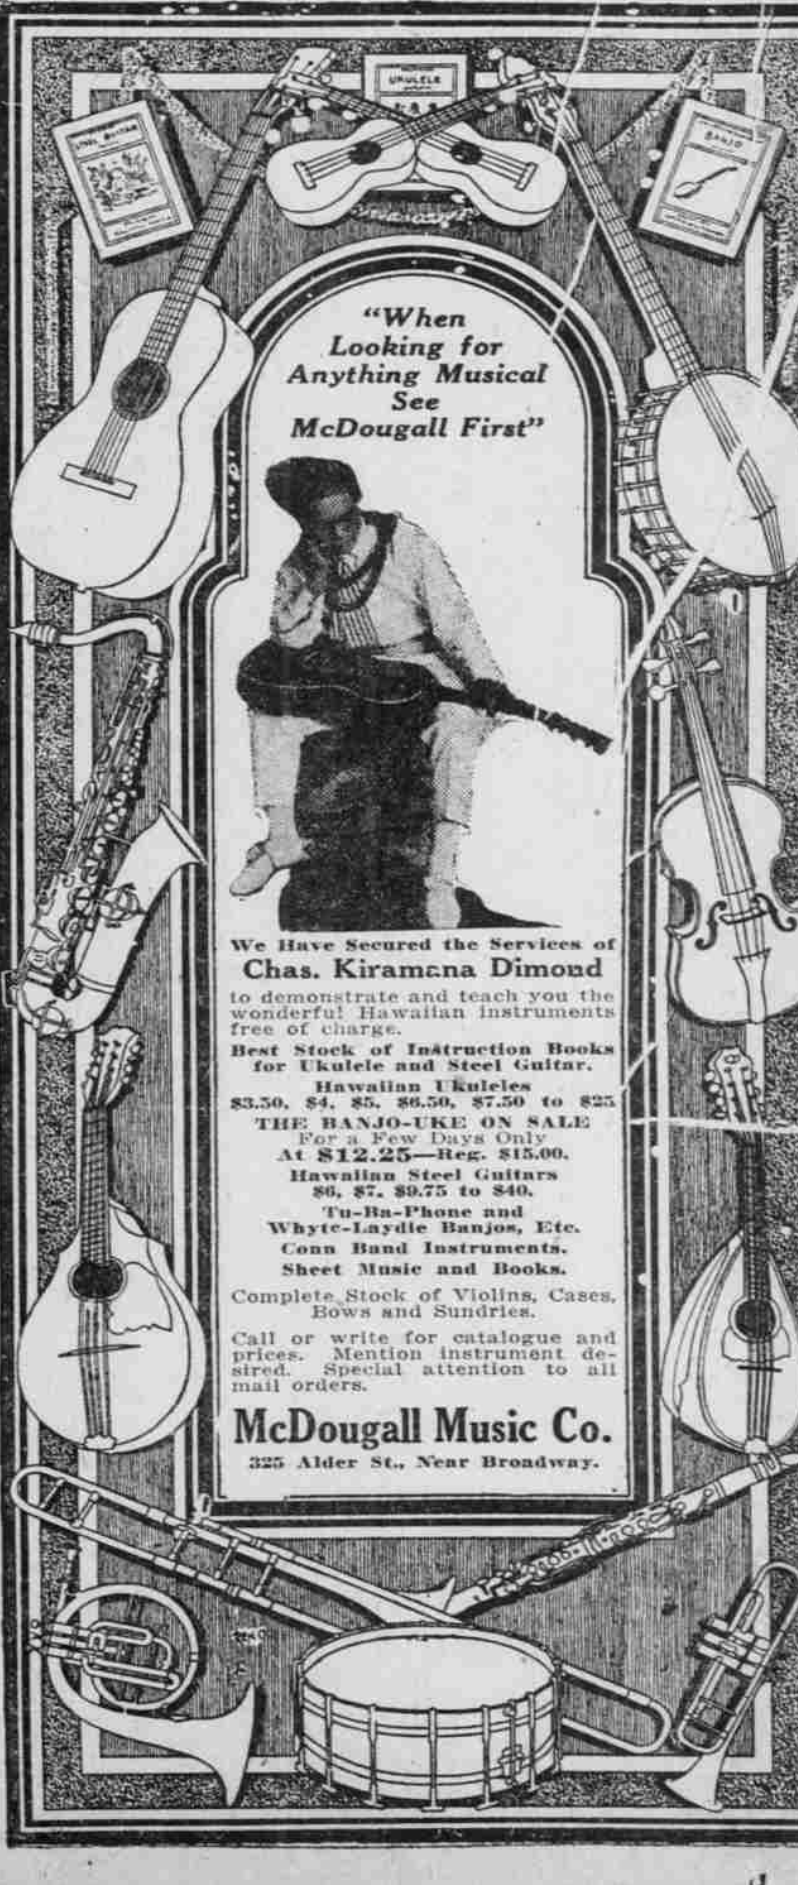 UKULELE
STEEL GUITAR
BANJO
"When
Looking for
Anything Musical
See
McDougall First"
We Have Secured the Services of
Chas. Kiramana Dimond
to demonstrate and teach you the
wonderful Hawaiian instruments
free of charge.
Best Stock of Instruction Books
for Ukulele and Steel Guitar.
Hawaiian Ukuleles
$3.50, $4, $5, $6.50, $7.50 to $25
THE BANJO-UKE ON SALE
For a Few Days Only
At $12.25—Reg. $15.00.
Hawaiian Steel Guitars
$6, $7, $9.75 to $40.
Tu-Ba-Phone and
Whyte-Laydie Banjos, Etc.
Conn Band Instruments.
Sheet Music and Books.
Complete Stock of Violins, Cases,
Bows and Sundries.
Call or write for catalogue and
prices. Mention instrument de-
sired. Special attention to all
mail orders.
McDougall Music Co.
325 Alder St., Near Broadway.